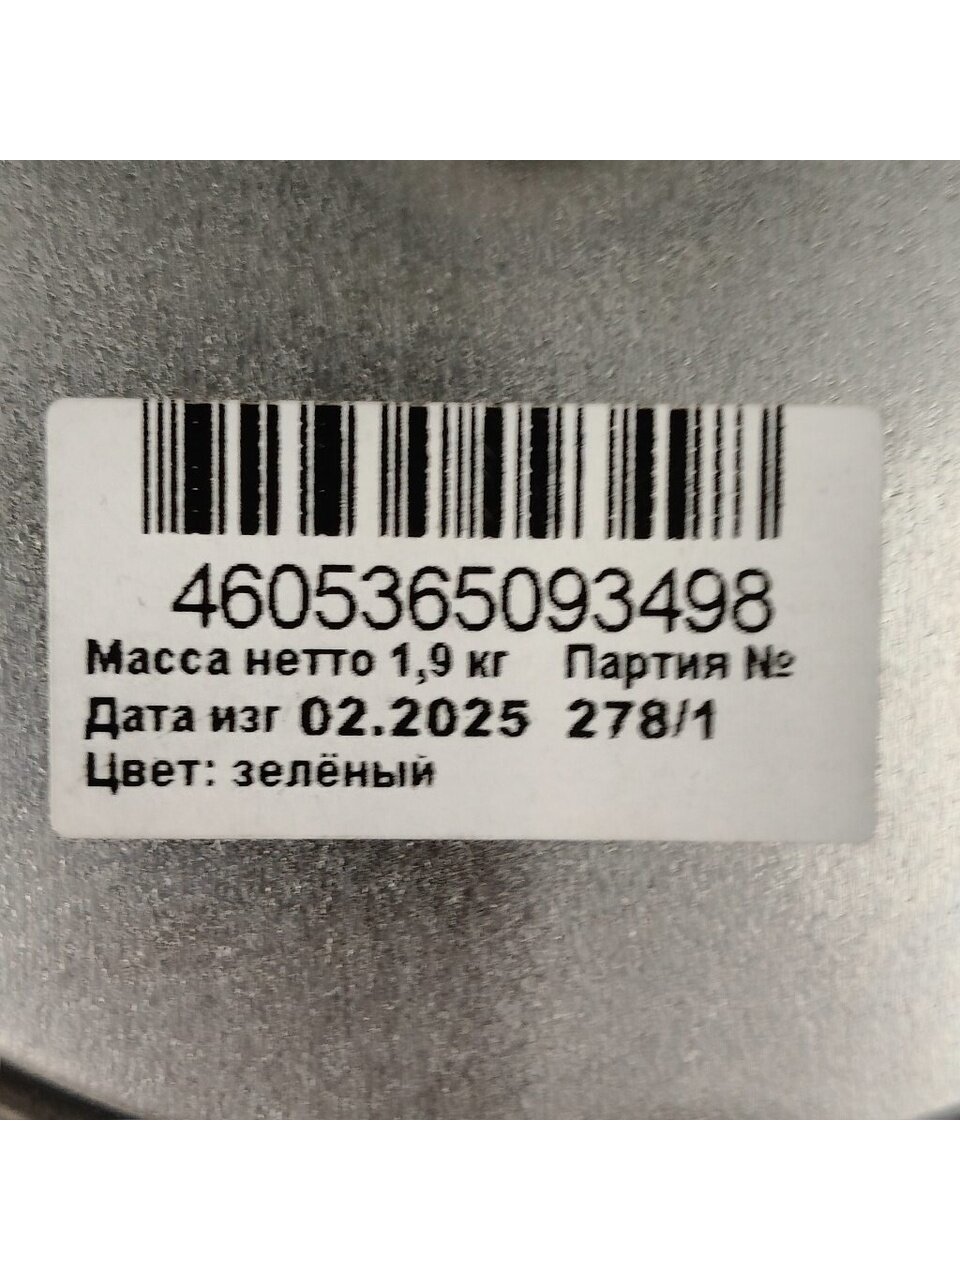 4605365093498
Масса нетто 1,9 кг Партия №
Дата изг 02.2025 278/1
Цвет: зелёный